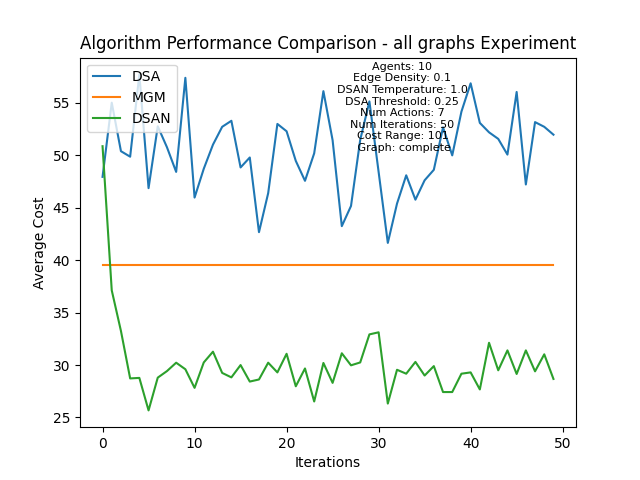 Algorithm Performance Comparison - all graphs Experiment
DSA
MGM
DSAN
Agents: 10
Edge Density: 0.1
DSAN Temperature: 1.0
DSA Threshold: 0.25
Num Actions: 7
Num Iterations: 50
Cost Range: 101
Graph: complete
Average Cost
55
50
45
40
35
30
25
0 10 20 30 40 50
Iterations